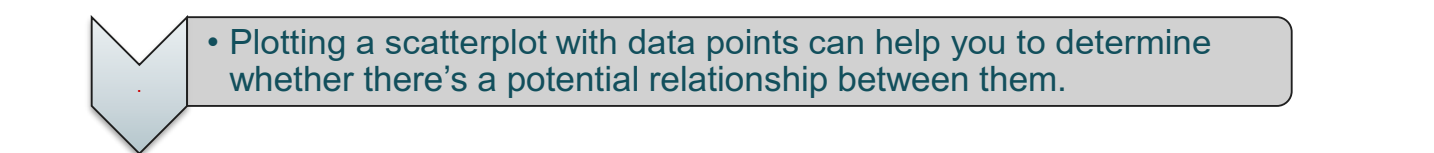 • Plotting a scatterplot with data points can help you to determine
whether there’s a potential relationship between them.
.